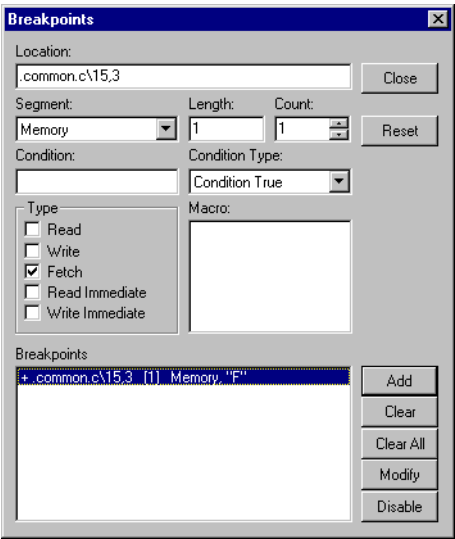 Breakpoints
Location:
.common.c\15,3
Close
Segment:
Length:
Count:
Memory
1
1
Reset
Condition:
Condition Type:
Condition True
Type
Macro:
Read
Write
Fetch
Read Immediate
Write Immediate
Breakpoints
+ .common.c\15,3 [1] Memory, "F"
Add
Clear
Clear All
Modify
Disable